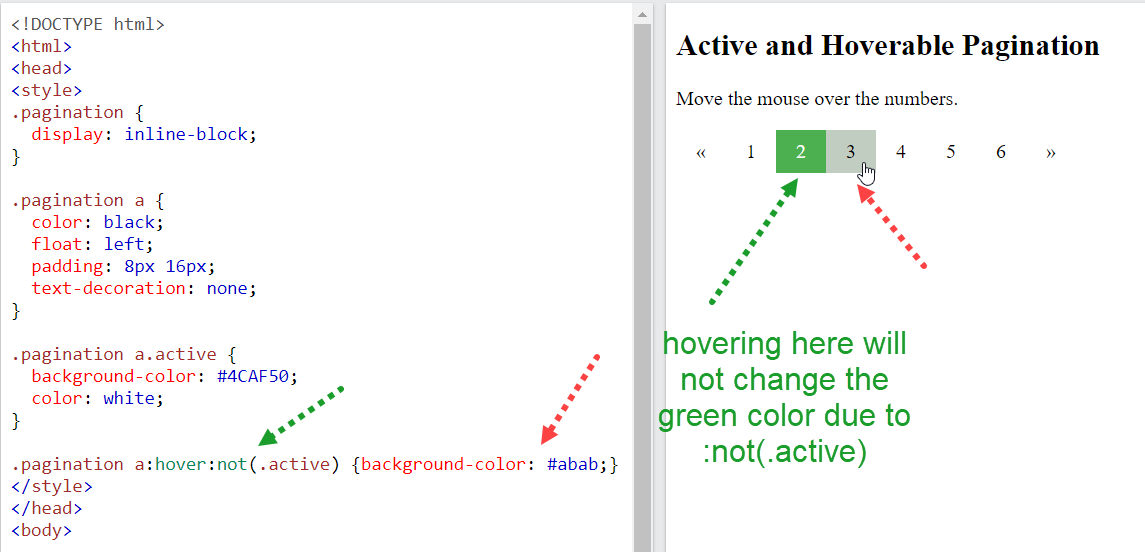 <!DOCTYPE html>
<html>
<head>
<style>
.pagination {
  display: inline-block;
}
.pagination a {
  color: black;
  float: left;
  padding: 8px 16px;
  text-decoration: none;
}
.pagination a.active {
  background-color: #4CAF50;
  color: white;
}
.pagination a:hover:not(.active) {background-color: #abab;}
</style>
</head>
<body>
Active and Hoverable Pagination
Move the mouse over the numbers.
« 1 2 3 4 5 6 »
hovering here will
not change the
green color due to
:not(.active)